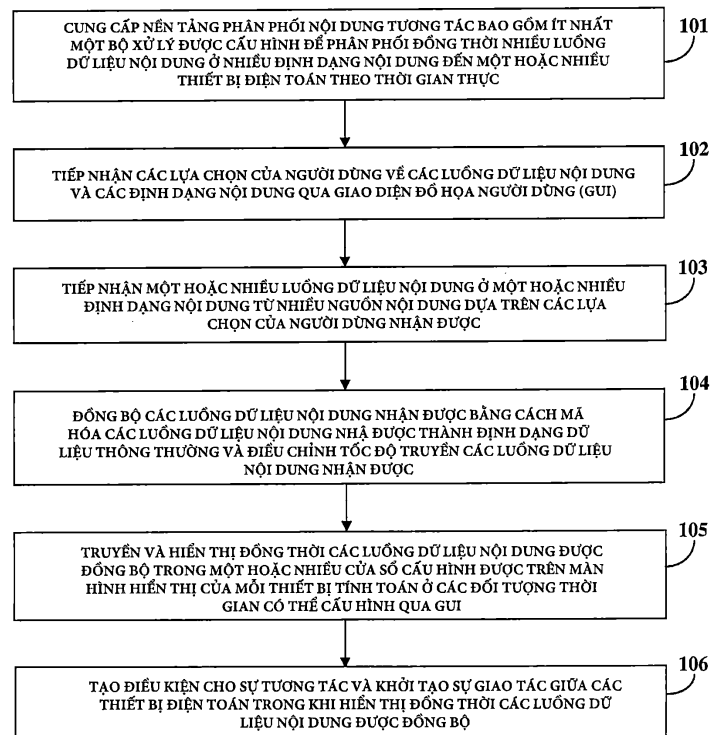 CUNG CẤP NỀN TẢNG PHÂN PHỐI NỘI DUNG TƯƠNG TÁC BAO GỒM ÍT NHẤT
MỘT BỘ XỬ LÝ ĐƯỢC CẤU HÌNH ĐỂ PHÂN PHỐI ĐỒNG THỜI NHIỀU LUỒNG
DỮ LIỆU NỘI DUNG Ở NHIỀU ĐỊNH DẠNG NỘI DUNG ĐẾN MỘT HOẶC NHIỀU
THIẾT BỊ ĐIỆN TOÁN THEO THỜI GIAN THỰC
101
TIẾP NHẬN CÁC LỰA CHỌN CỦA NGƯỜI DÙNG VỀ CÁC LUỒNG DỮ LIỆU NỘI DUNG
VÀ CÁC ĐỊNH DẠNG NỘI DUNG QUA GIAO DIỆN ĐỒ HỌA NGƯỜI DÙNG (GUI)
102
TIẾP NHẬN MỘT HOẶC NHIỀU LUỒNG DỮ LIỆU NỘI DUNG Ở MỘT HOẶC NHIỀU
ĐỊNH DẠNG NỘI DUNG TỪ NHIỀU NGUỒN NỘI DUNG DỰA TRÊN CÁC LỰA
CHỌN CỦA NGƯỜI DÙNG NHẬN ĐƯỢC
103
ĐỒNG BỘ CÁC LUỒNG DỮ LIỆU NỘI DUNG NHẬN ĐƯỢC BẰNG CÁCH MÃ
HÓA CÁC LUỒNG DỮ LIỆU NỘI DUNG NHẬ ĐƯỢC THÀNH ĐỊNH DẠNG DỮ
LIỆU THÔNG THƯỜNG VÀ ĐIỀU CHỈNH TỐC ĐỘ TRUYỀN CÁC LUỒNG DỮ LIỆU
NỘI DUNG NHẬN ĐƯỢC
104
TRUYỀN VÀ HIỂN THỊ ĐỒNG THỜI CÁC LUỒNG DỮ LIỆU NỘI DUNG ĐƯỢC
ĐỒNG BỘ TRONG MỘT HOẶC NHIỀU CỬA SỔ CẤU HÌNH ĐƯỢC TRÊN MÀN
HÌNH HIỂN THỊ CỦA MỖI THIẾT BỊ TÍNH TOÁN Ở CÁC ĐỐI TƯỢNG THỜI
GIAN CÓ THỂ CẤU HÌNH QUA GUI
105
TẠO ĐIỀU KIỆN CHO SỰ TƯƠNG TÁC VÀ KHỞI TẠO SỰ GIAO TÁC GIỮA CÁC
THIẾT BỊ ĐIỆN TOÁN TRONG KHI HIỂN THỊ ĐỒNG THỜI CÁC LUỒNG DỮ
LIỆU NỘI DUNG ĐƯỢC ĐỒNG BỘ
106